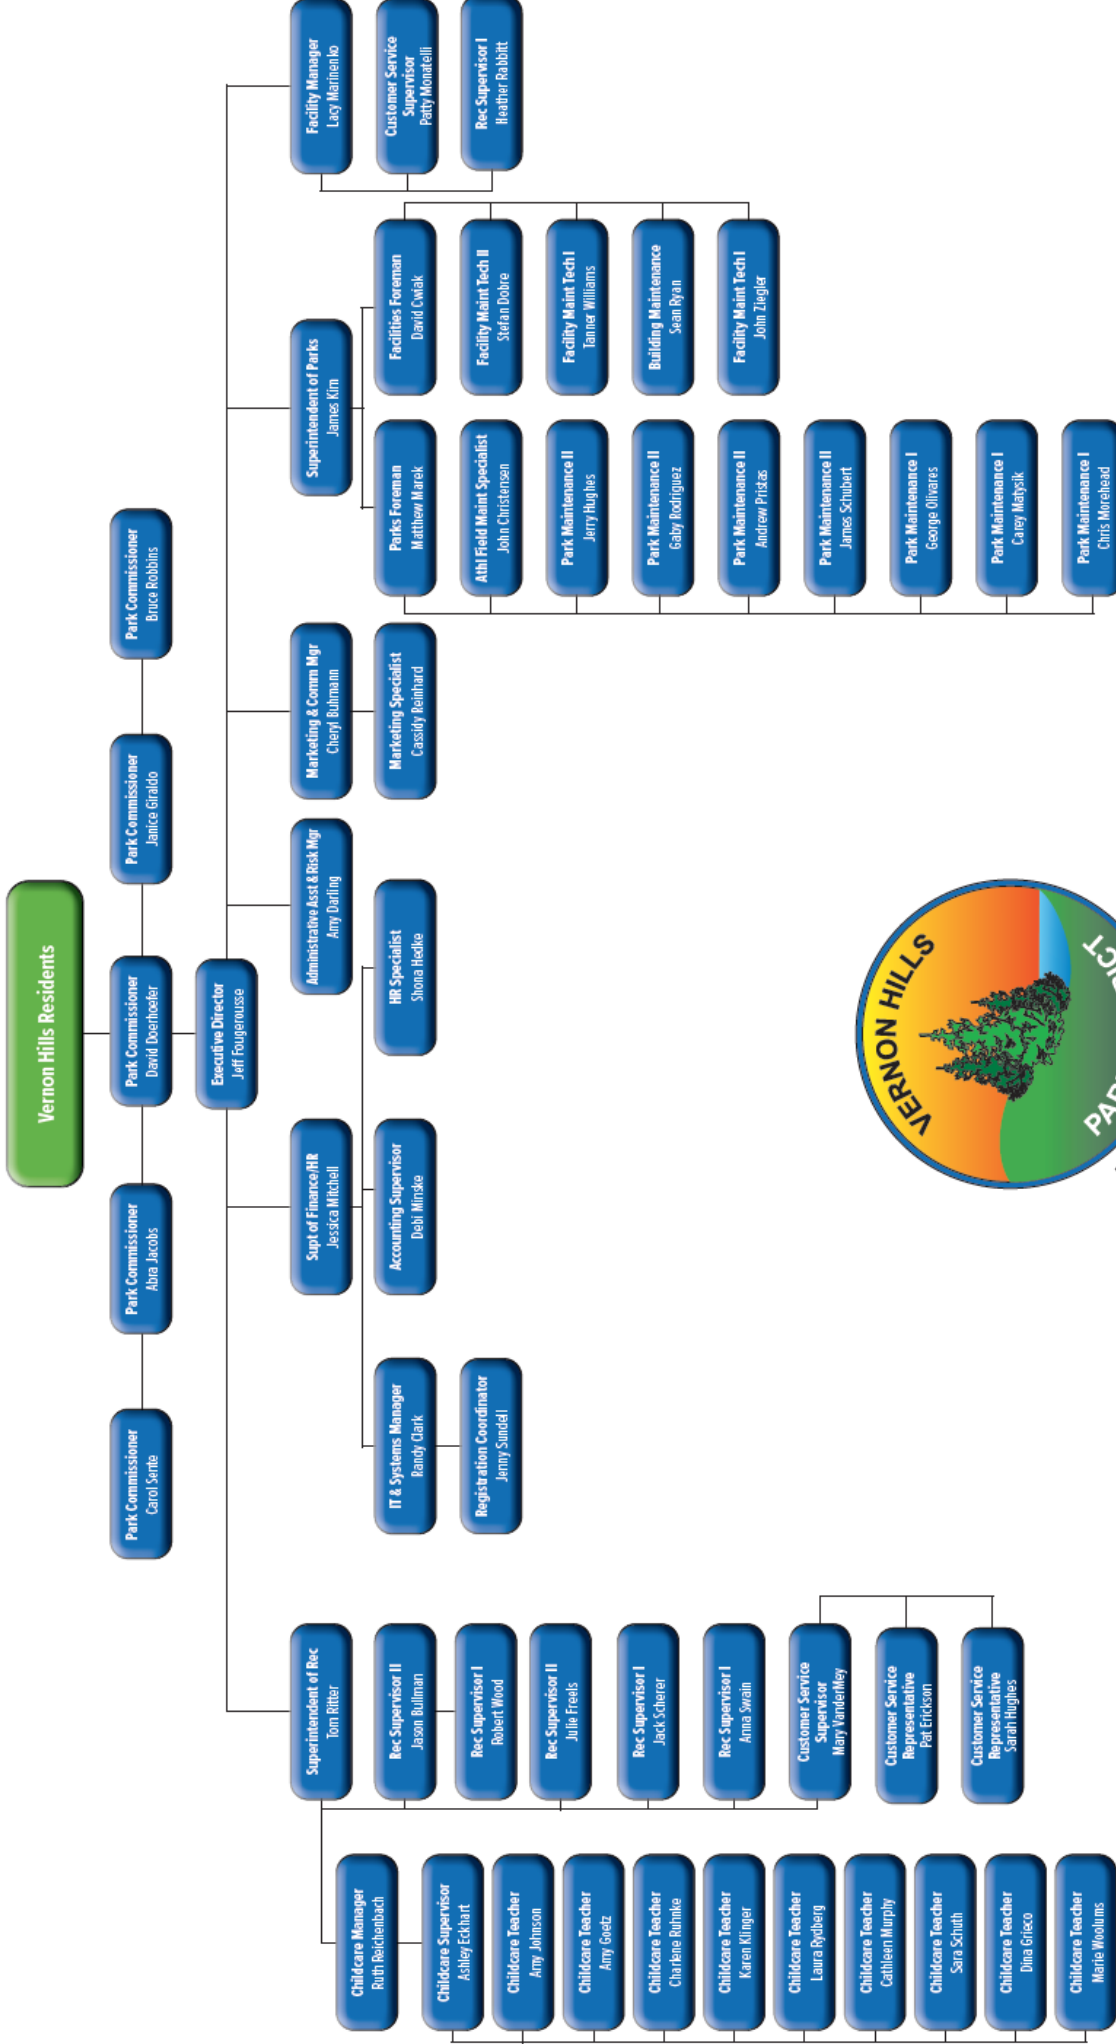 Vernon Hills Residents
Park Commissioner
Carol Sente
Park Commissioner
Abra Jacobs
Park Commissioner
David Doerhoefer
Park Commissioner
Janice Giraldo
Park Commissioner
Bruce Robbins
Executive Director
Jeff Fougerousse
Superintendent of Rec
Tom Ritter
Supt of Finance/HR
Jessica Mitchell
Administrative Asst & Risk Mgr
Amy Darling
Marketing & Comm Mgr
Cheryl Buhmann
Superintendent of Parks
James Kim
Facility Manager
Lacy Marinenko
Childcare Manager
Ruth Reichenbach
Childcare Supervisor
Ashley Eckhart
Childcare Teacher
Amy Johnson
Childcare Teacher
Amy Goetz
Childcare Teacher
Charlene Ruhnke
Childcare Teacher
Karen Klinger
Childcare Teacher
Laura Rydberg
Childcare Teacher
Cathleen Murphy
Childcare Teacher
Sara Schuth
Childcare Teacher
Dina Grieco
Childcare Teacher
Marie Woolums
Rec Supervisor II
Jason Bullman
Rec Supervisor I
Robert Wood
Rec Supervisor II
Julie Freels
Rec Supervisor I
Jack Scherer
Rec Supervisor I
Anna Swain
Customer Service
Supervisor
Mary VanderMey
Customer Service
Representative
Pat Erickson
Customer Service
Representative
Sarah Hughes
IT & Systems Manager
Randy Clark
Registration Coordinator
Jenny Sundell
Accounting Supervisor
Debi Minske
HR Specialist
Shona Hedke
Marketing Specialist
Cassidy Reinhard
Parks Foreman
Matthew Marek
Athl Field Maint Specialist
John Christensen
Park Maintenance II
Jerry Hughes
Park Maintenance II
Gaby Rodriguez
Park Maintenance II
Andrew Pristas
Park Maintenance II
James Schubert
Park Maintenance I
George Olivares
Park Maintenance I
Carey Matysik
Park Maintenance I
Chris Morehead
Facilities Foreman
David Cwiak
Facility Maint Tech II
Stefan Dobre
Facility Maint Tech I
Tanner Williams
Building Maintenance
Sean Ryan
Facility Maint Tech I
John Ziegler
Customer Service
Supervisor
Patty Monatelli
Rec Supervisor I
Heather Rabbitt
VERNON HILLS